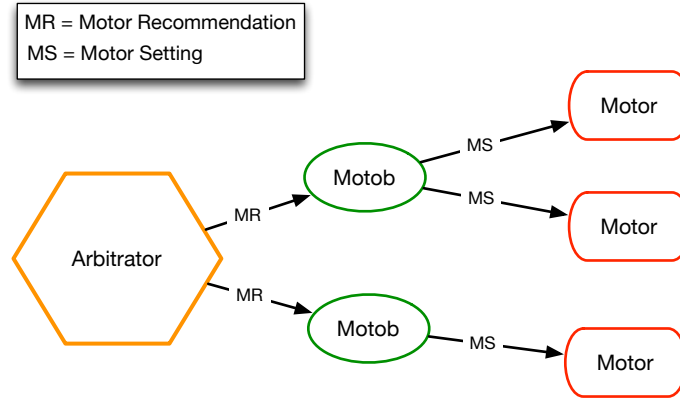 MR = Motor Recommendation
MS = Motor Setting
Motor
MS
Motob
MS
Motor
MR
Arbitrator
MR
Motob
MS
Motor